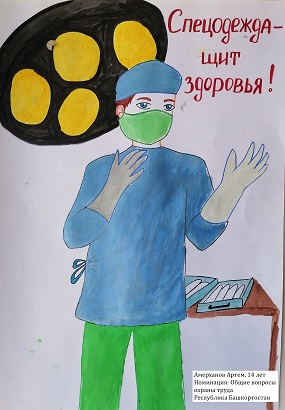 Спецодежда-
щит
здоровья!
Амерханов Артем, 14 лет
Номинация: Общие вопросы
охраны труда
Республика Башкортостан